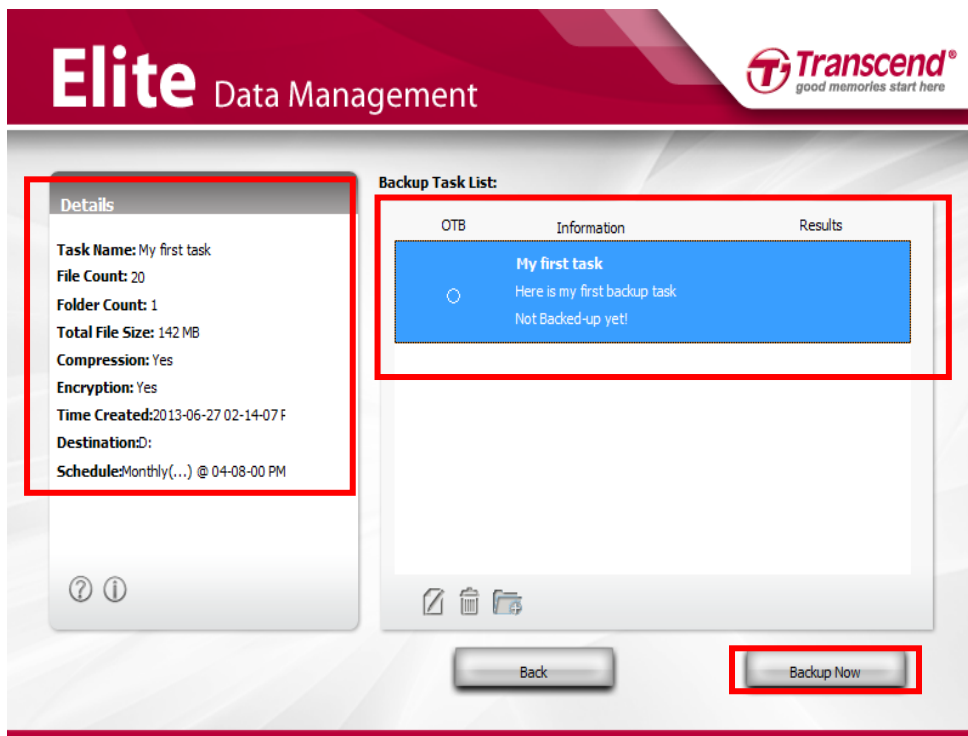 Elite Data Management
Transcend®
good memories start here
Details
Task Name: My first task
File Count: 20
Folder Count: 1
Total File Size: 142 MB
Compression: Yes
Encryption: Yes
Time Created:2013-06-27 02-14-07 F
Destination:D:
Schedule:Monthly(...) @ 04-08-00 PM
Backup Task List:
OTB Information Results
My first task
Here is my first backup task
Not Backed-up yet!
Back
Backup Now